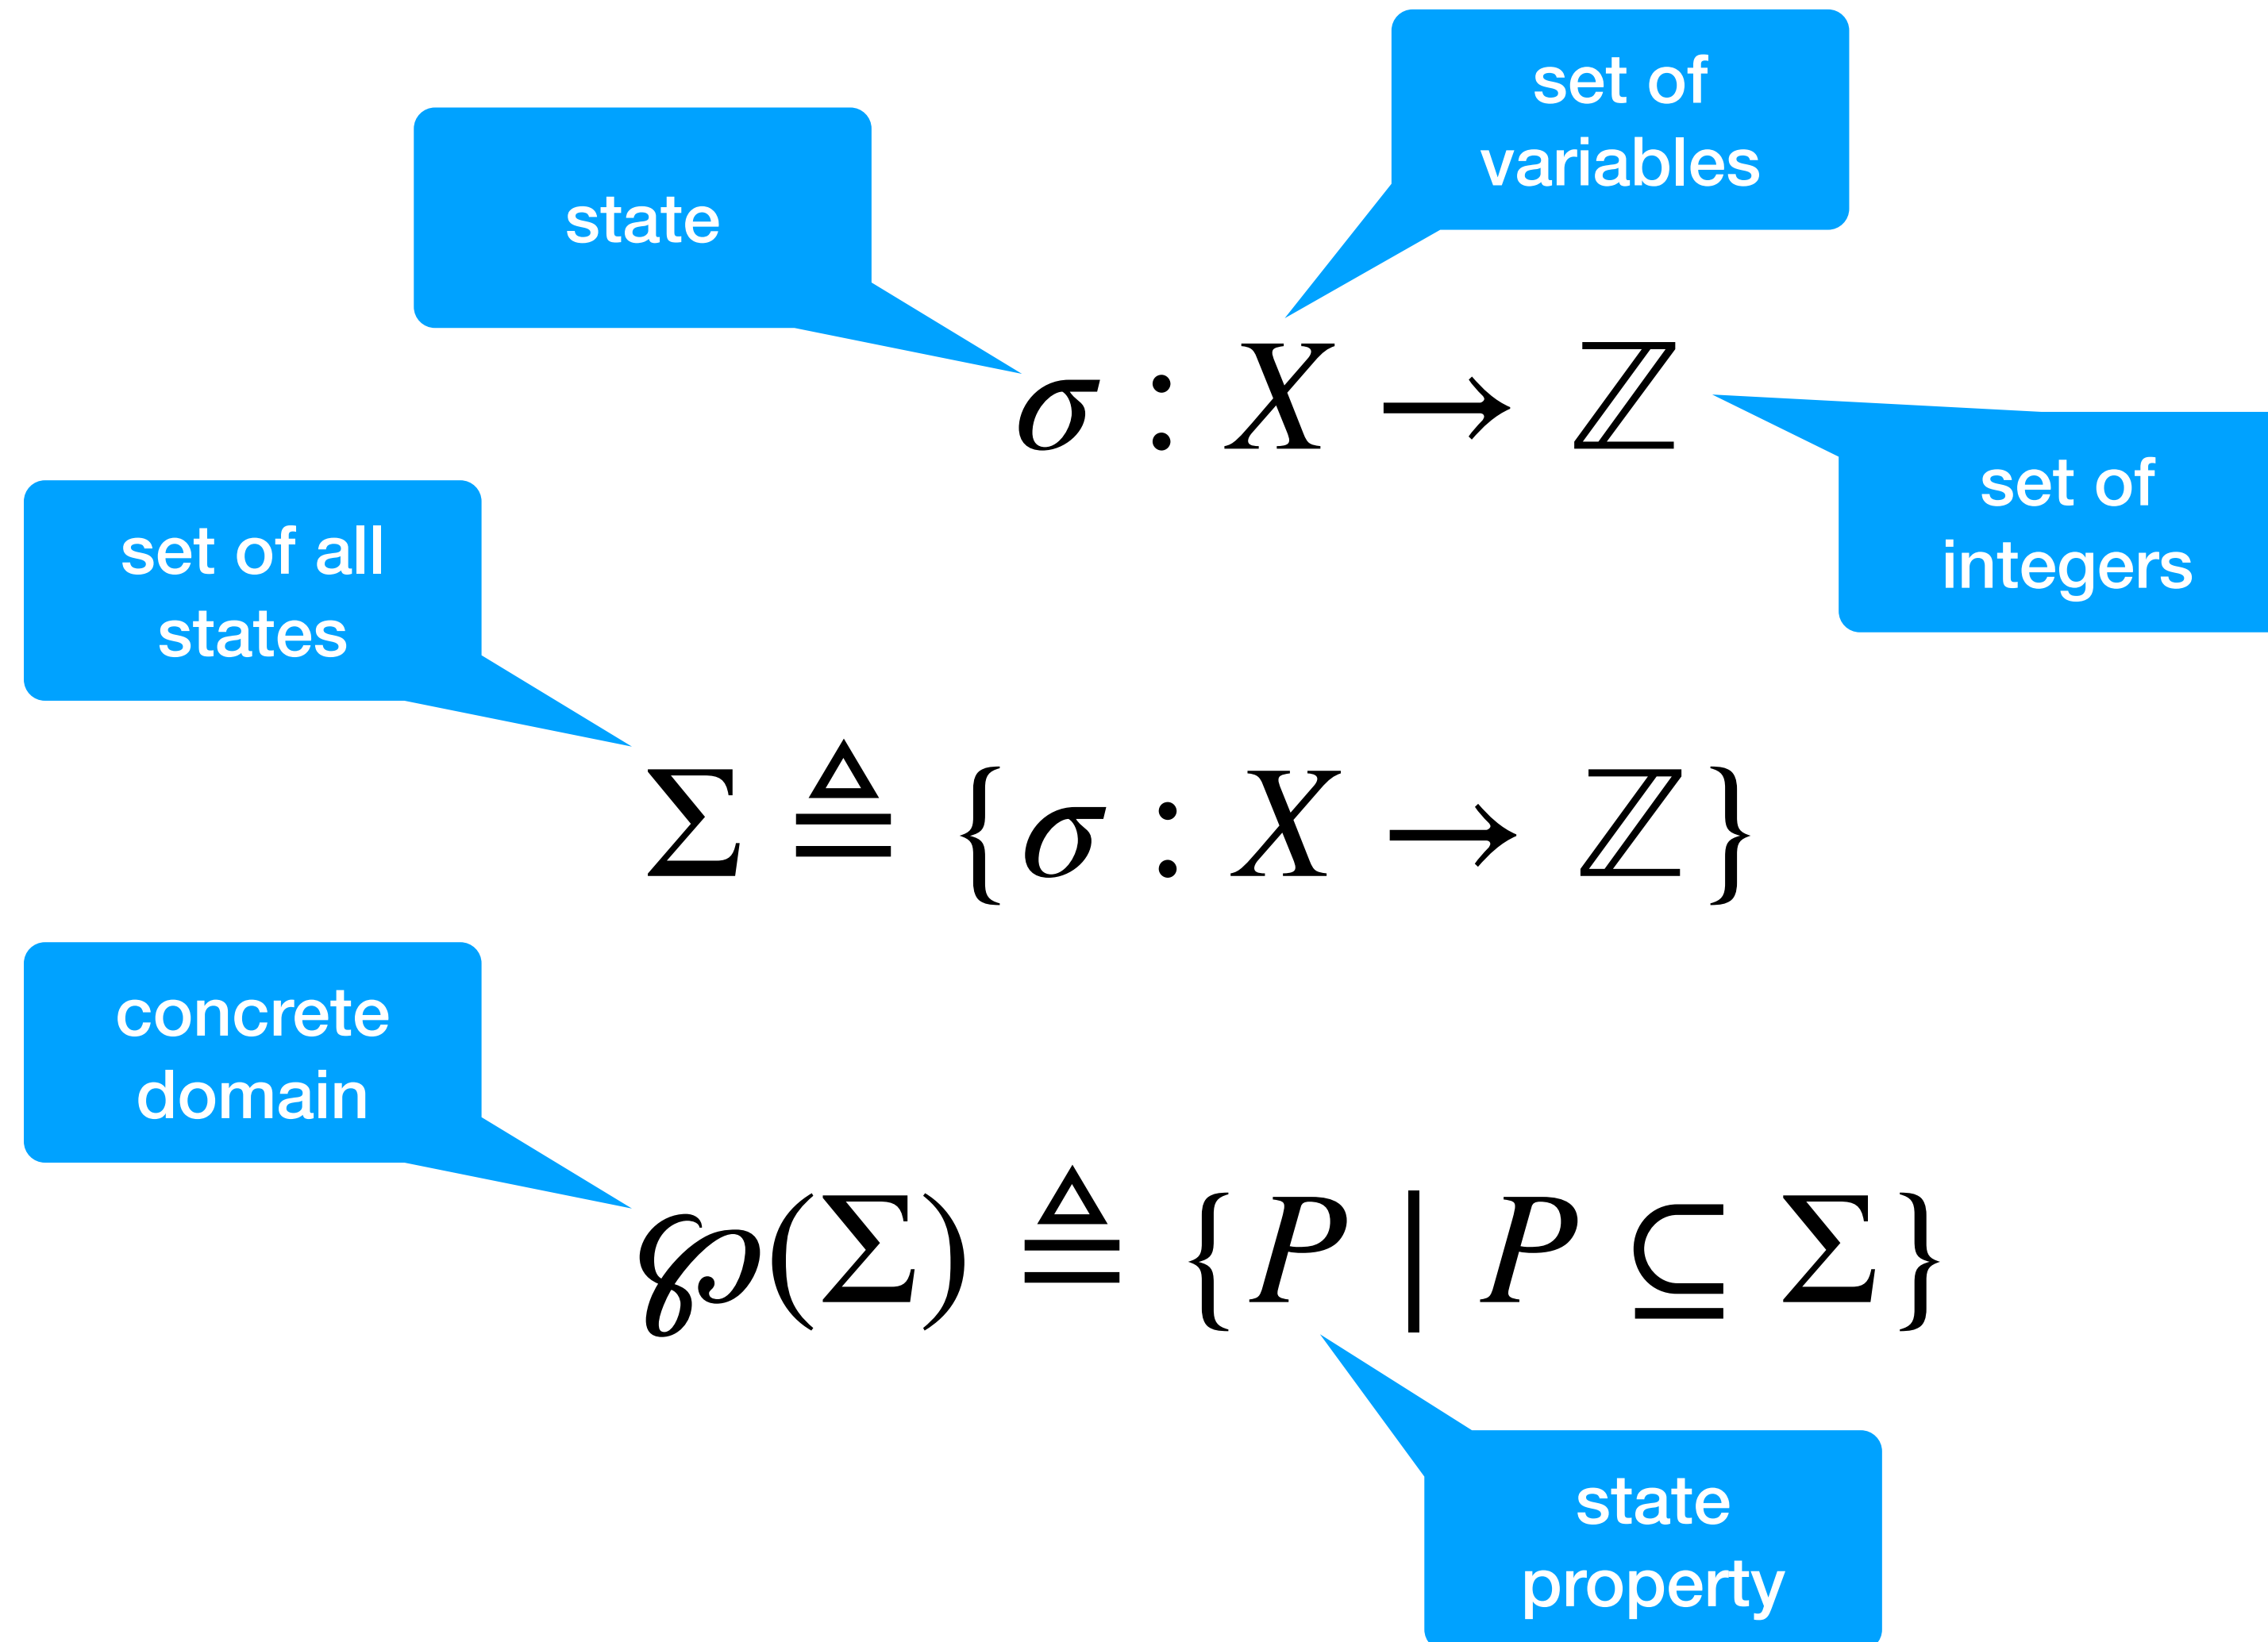 set of
variables
state
σ : X → ℤ
set of
integers
set of all
states
Σ ≜ {σ : X → ℤ}
concrete
domain
℘(Σ) ≜ {P | P ⊆ Σ}
state
property